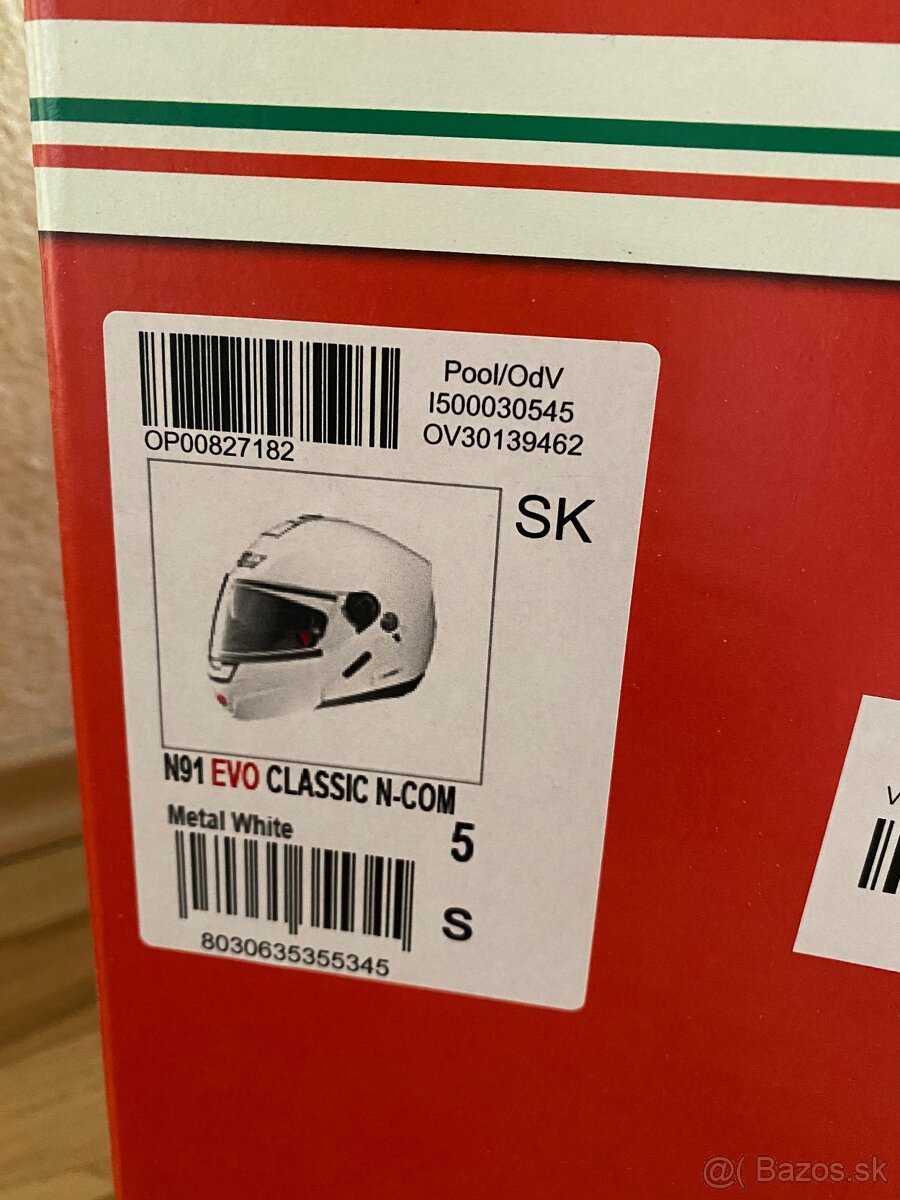 Pool/OdV
I500030545
OV30139462
OP00827182
SK
N91 EVO CLASSIC N-COM
Metal White
5
S
8030635355345
V
@( Bazos.sk